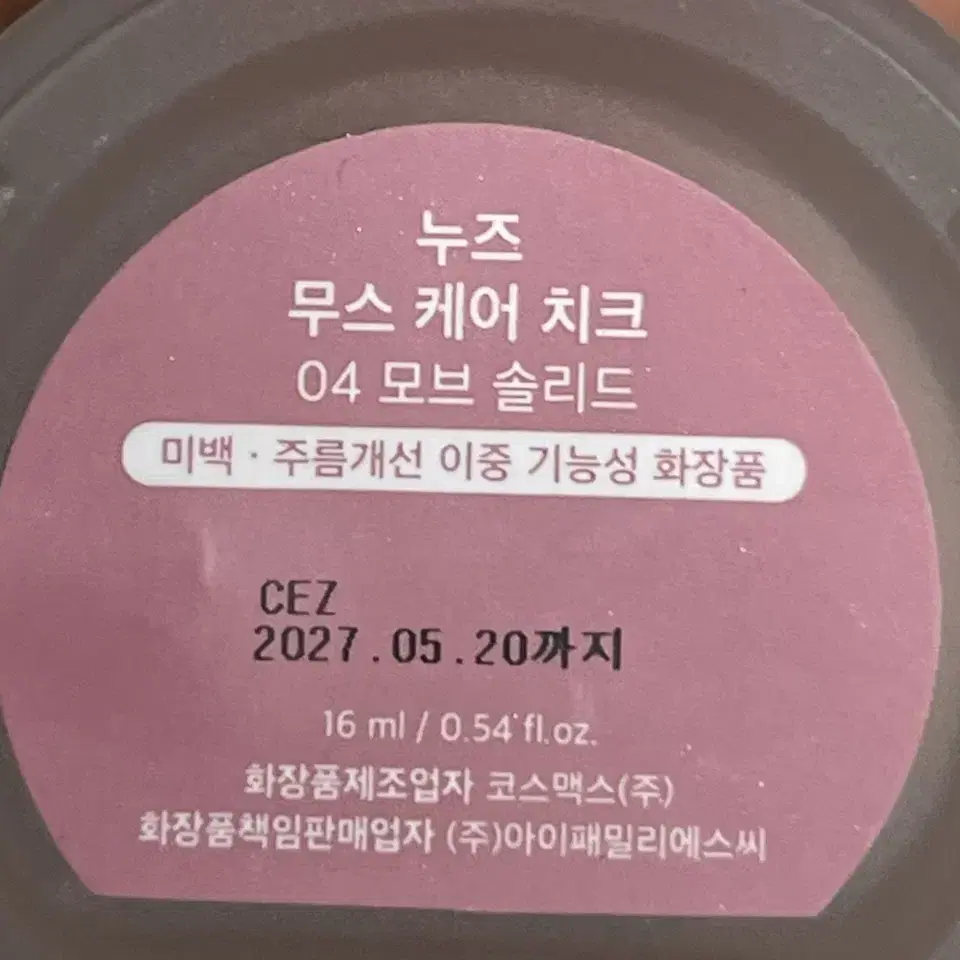 누즈
무스 케어 치크
04 모브 솔리드
미백 · 주름개선 이중 기능성 화장품
CEZ
2027.05.20까지
16 ml / 0.54 fl.oz.
화장품제조업자 코스맥스(주)
화장품책임판매업자 (주)아이패밀리에스씨